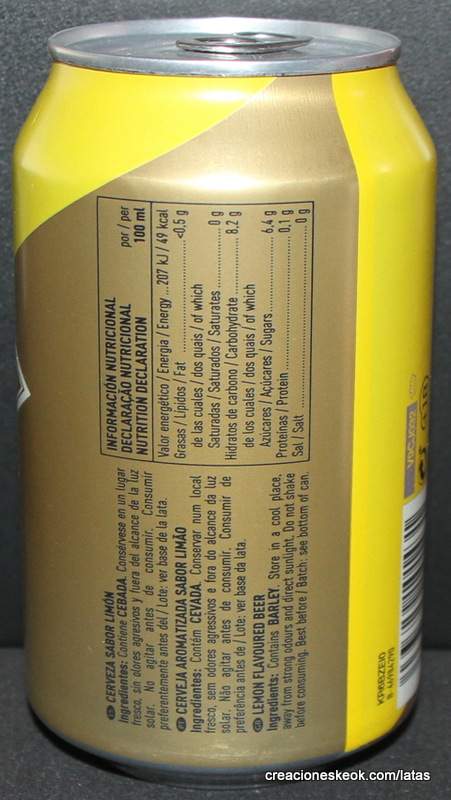 INFORMACIÓN NUTRICIONAL
DECLARAÇÃO NUTRICIONAL
NUTRITION DECLARATION
por / per
100 ml
Valor energético / Energia / Energy ... 207 kJ / 49 kcal
Grasas / Lípidos / Fat ... <0,5 g
de las cuales / dos quais / of which
Saturadas / Saturados / Saturates ... 0 g
Hidratos de carbono / Carbohydrate ... 8,2 g
de los cuales / dos quais / of which
Azúcares / Açúcares / Sugars ... 6,4 g
Proteínas / Protein ... 0,1 g
Sal / Salt ... 0 g
CERVEZA SABOR LIMÓN
Ingredientes: Contiene CEBADA. Consérvese en un lugar
fresco, sin olores agresivos y fuera del alcance de la luz
solar. No agitar antes de consumir. Consumir
preferentemente antes del / Lote: ver base de la lata.
PT CERVEJA AROMATIZADA SABOR LIMÃO
Ingredientes: Contém CEVADA. Conservar num local
fresco, sem odores agressivos e fora do alcance da luz
solar. Não agitar antes de consumir. Consumir de
preferência antes do / Lote: ver base da lata.
GB LEMON FLAVOURED BEER
Ingredients: Contains BARLEY. Store in a cool place,
away from strong odours and direct sunlight. Do not shake
before consuming. Best before / Batch: see bottom of can.
creacioneskeok.com/latas